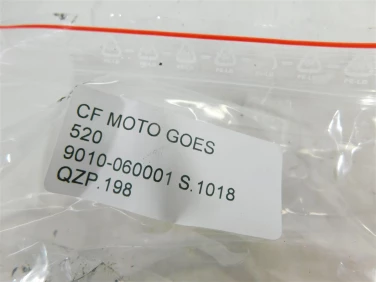 CF MOTO GOES
520
9010-060001 S.1018
QZP.198